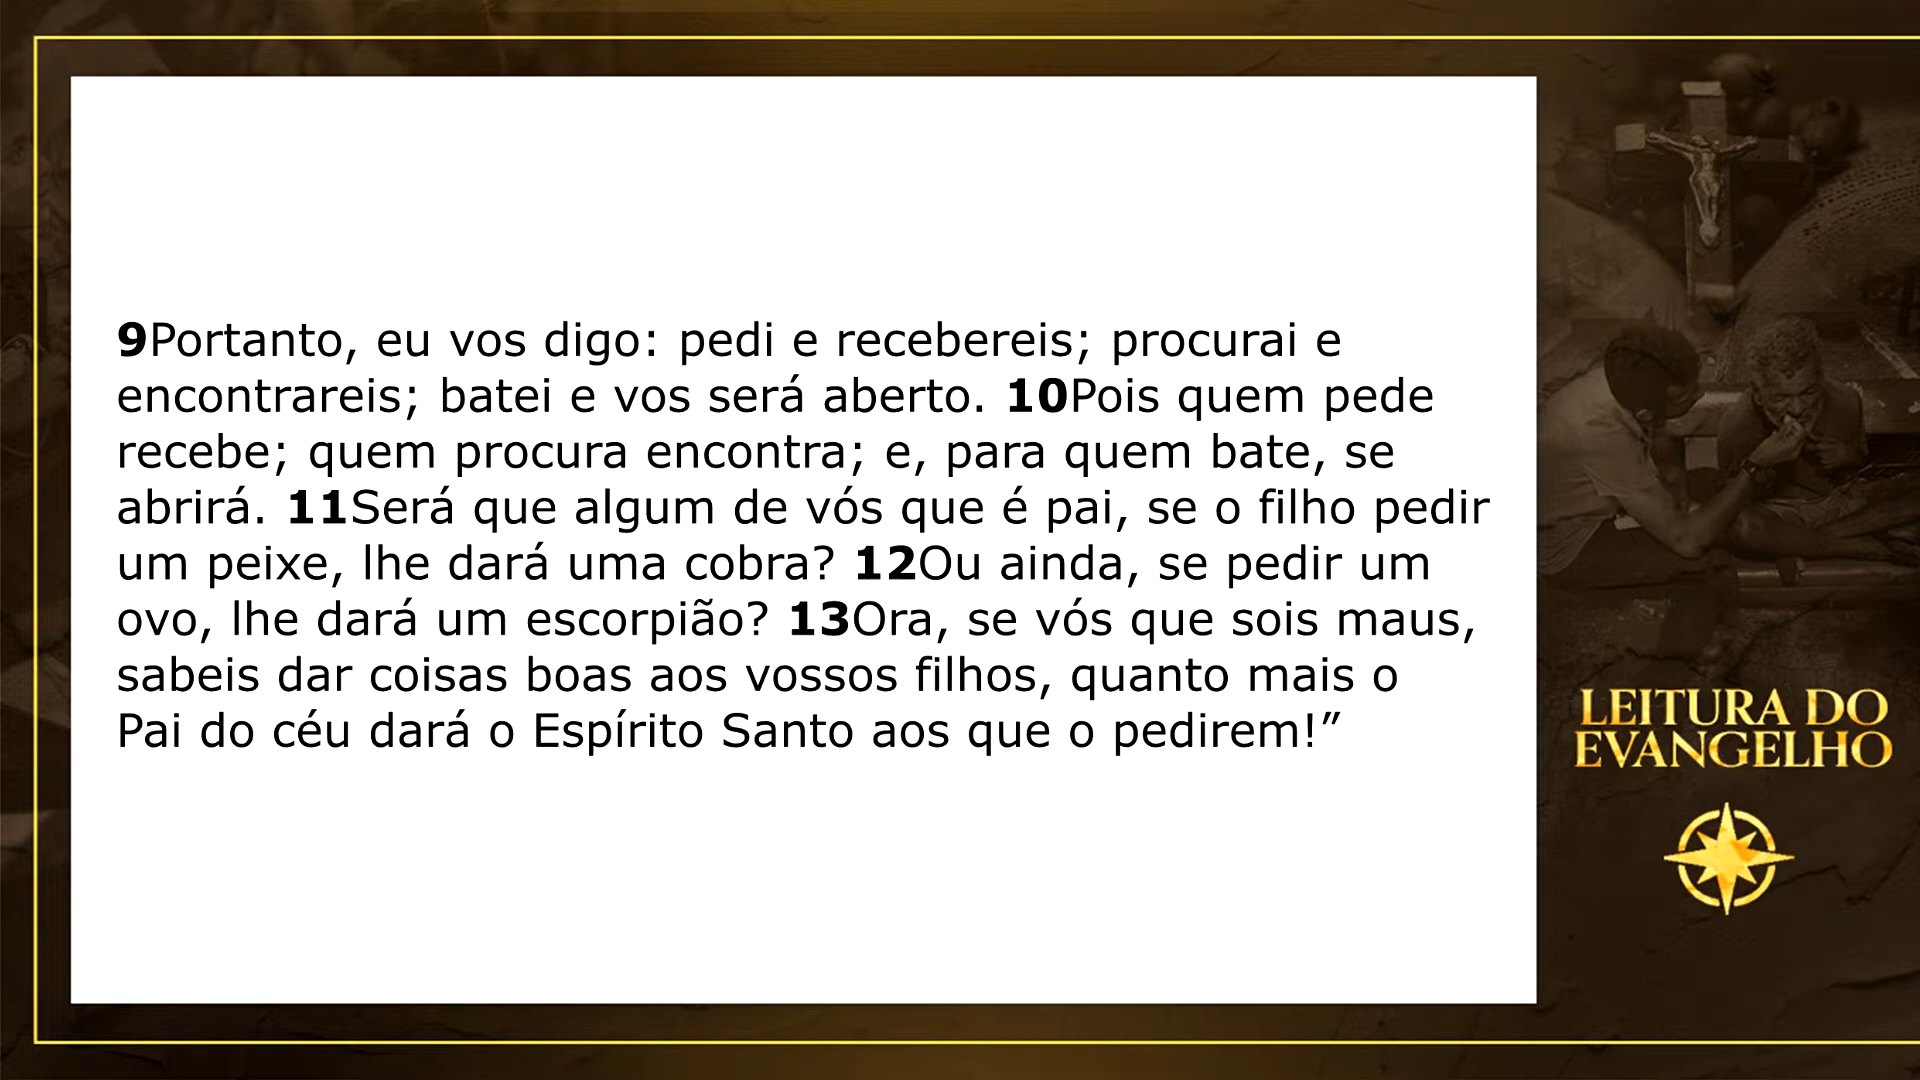 9Portanto, eu vos digo: pedi e recebereis; procurai e
encontrareis; batei e vos será aberto. 10Pois quem pede
recebe; quem procura encontra; e, para quem bate, se
abrirá. 11Será que algum de vós que é pai, se o filho pedir
um peixe, lhe dará uma cobra? 12Ou ainda, se pedir um
ovo, lhe dará um escorpião? 13Ora, se vós que sois maus,
sabeis dar coisas boas aos vossos filhos, quanto mais o
Pai do céu dará o Espírito Santo aos que o pedirem!”
LEITURA DO
EVANGELHO